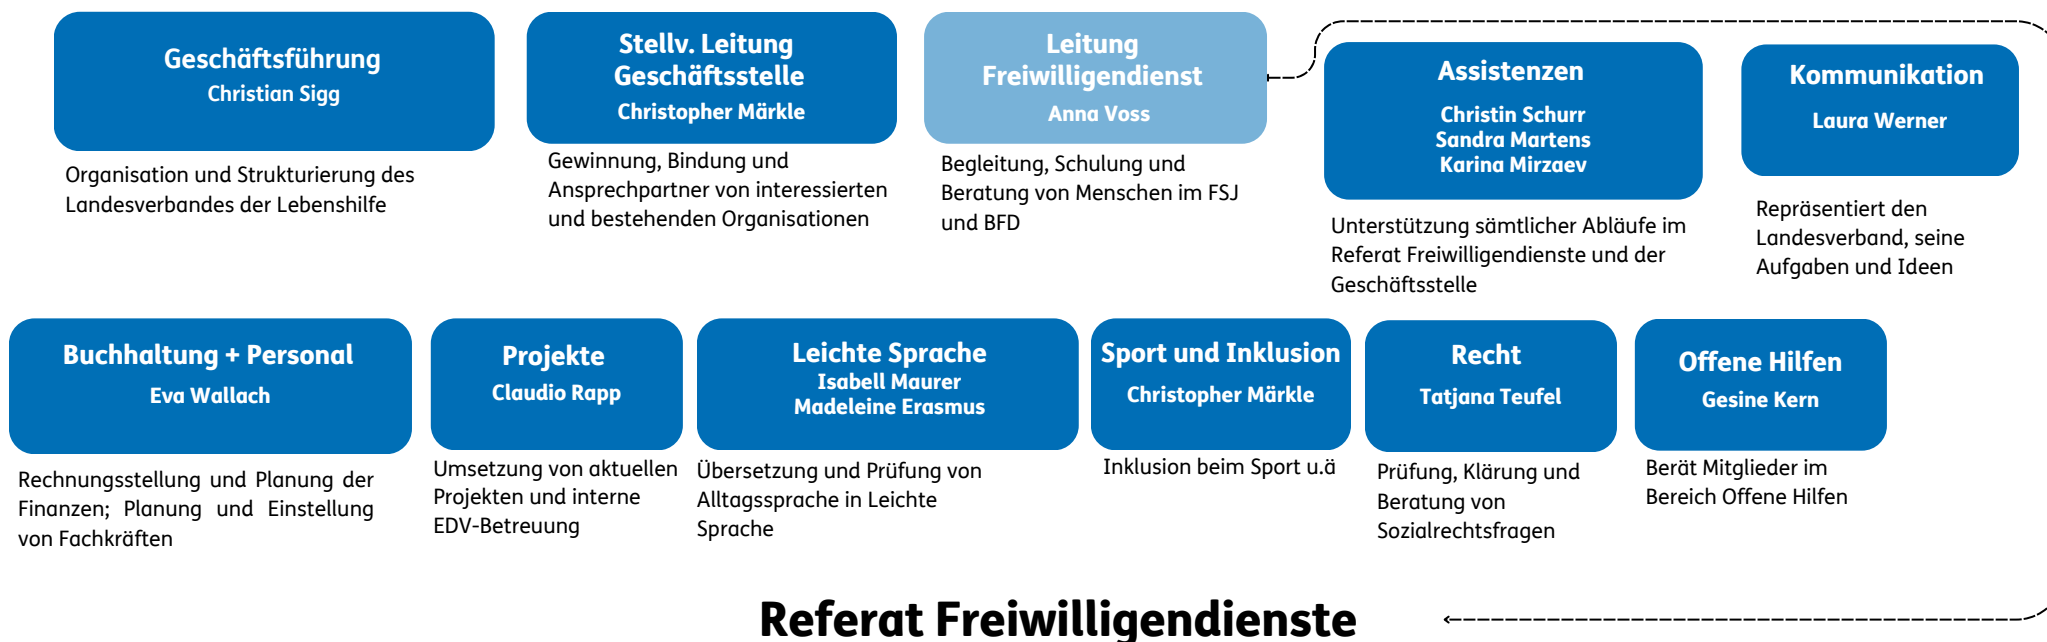 Geschäftsführung
Christian Sigg
Organisation und Strukturierung des
Landesverbandes der Lebenshilfe
Stellv. Leitung
Geschäftsstelle
Christopher Märkle
Gewinnung, Bindung und
Ansprechpartner von interessierten
und bestehenden Organisationen
Leitung
Freiwilligendienst
Anna Voss
Begleitung, Schulung und
Beratung von Menschen im FSJ
und BFD
Assistenzen
Christin Schurr
Sandra Martens
Karina Mirzaev
Unterstützung sämtlicher Abläufe im
Referat Freiwilligendienste und der
Geschäftsstelle
Kommunikation
Laura Werner
Repräsentiert den
Landesverband, seine
Aufgaben und Ideen
Buchhaltung + Personal
Eva Wallach
Rechnungsstellung und Planung der
Finanzen; Planung und Einstellung
von Fachkräften
Projekte
Claudio Rapp
Umsetzung von aktuellen
Projekten und interne
EDV-Betreuung
Leichte Sprache
Isabell Maurer
Madeleine Erasmus
Übersetzung und Prüfung von
Alltagssprache in Leichte
Sprache
Sport und Inklusion
Christopher Märkle
Inklusion beim Sport u.ä
Recht
Tatjana Teufel
Prüfung, Klärung und
Beratung von
Sozialrechtsfragen
Offene Hilfen
Gesine Kern
Berät Mitglieder im
Bereich Offene Hilfen
Referat Freiwilligendienste